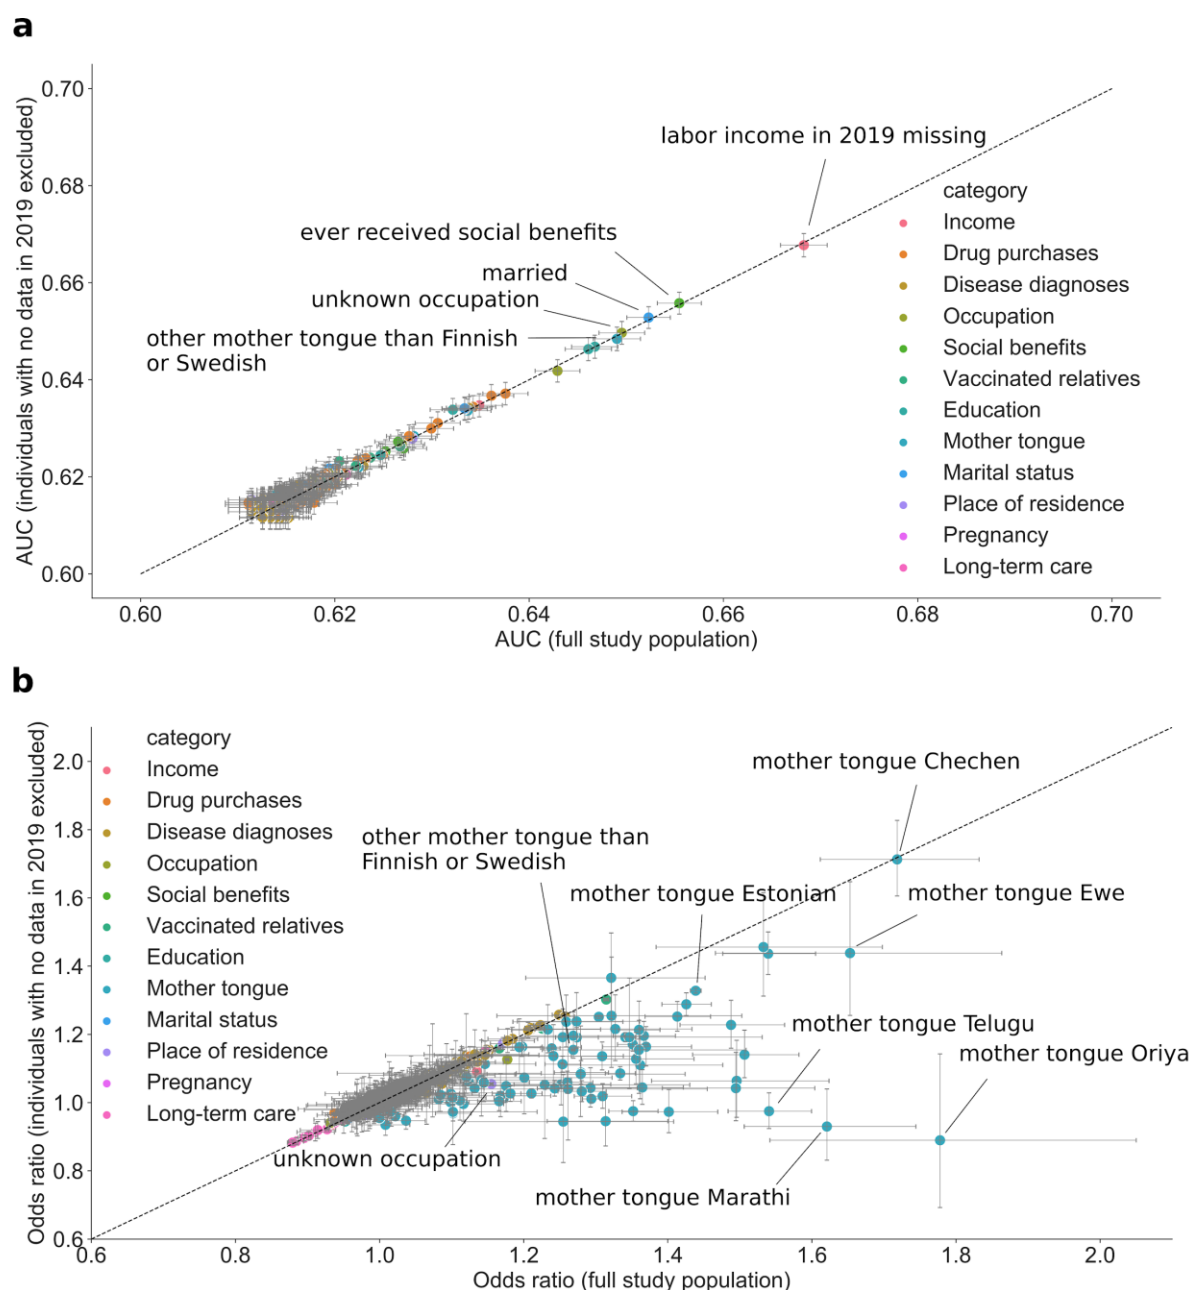 a
AUC (individuals with no data in 2019 excluded)
0.70
0.68
0.66
0.64
0.62
0.60
labor income in 2019 missing
ever received social benefits
married
unknown occupation
other mother tongue than Finnish
or Swedish
category
Income
Drug purchases
Disease diagnoses
Occupation
Social benefits
Vaccinated relatives
Education
Mother tongue
Marital status
Place of residence
Pregnancy
Long-term care
0.60
0.62
0.64
0.66
0.68
0.70
AUC (full study population)
b
Odds ratio (individuals with no data in 2019 excluded)
2.0
1.8
1.6
1.4
1.2
1.0
0.8
0.6
category
Income
Drug purchases
Disease diagnoses
Occupation
Social benefits
Vaccinated relatives
Education
Mother tongue
Marital status
Place of residence
Pregnancy
Long-term care
mother tongue Chechen
other mother tongue than
Finnish or Swedish
mother tongue Estonian
mother tongue Ewe
mother tongue Telugu
mother tongue Oriya
unknown occupation
mother tongue Marathi
0.6
0.8
1.0
1.2
1.4
1.6
1.8
2.0
Odds ratio (full study population)